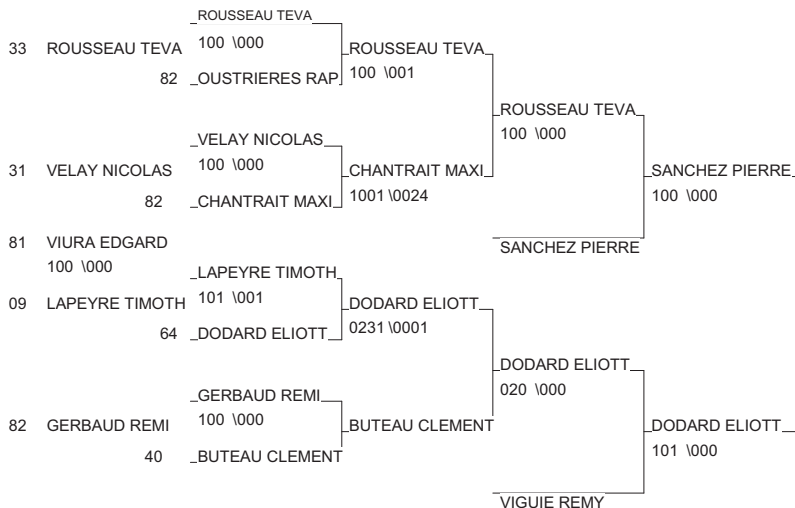 ROUSSEAU TEVA
33 ROUSSEAU TEVA 100 \000 ROUSSEAU TEVA
82 OUSTRIERES RAP 100 \001
ROUSSEAU TEVA
100 \000
VELAY NICOLAS
31 VELAY NICOLAS 100 \000 CHANTRAIT MAXI SANCHEZ PIERRE
82 CHANTRAIT MAXI 1001 \0024 100 \000
81 VIURA EDGARD SANCHEZ PIERRE
100 \000
LAPEYRE TIMOTH
09 LAPEYRE TIMOTH 101 \001 DODARD ELIOTT
64 DODARD ELIOTT 0231 \0001
DODARD ELIOTT
020 \000
GERBAUD REMI
82 GERBAUD REMI 100 \000 BUTEAU CLEMENT DODARD ELIOTT
40 BUTEAU CLEMENT 101 \000
VIGUIE REMY